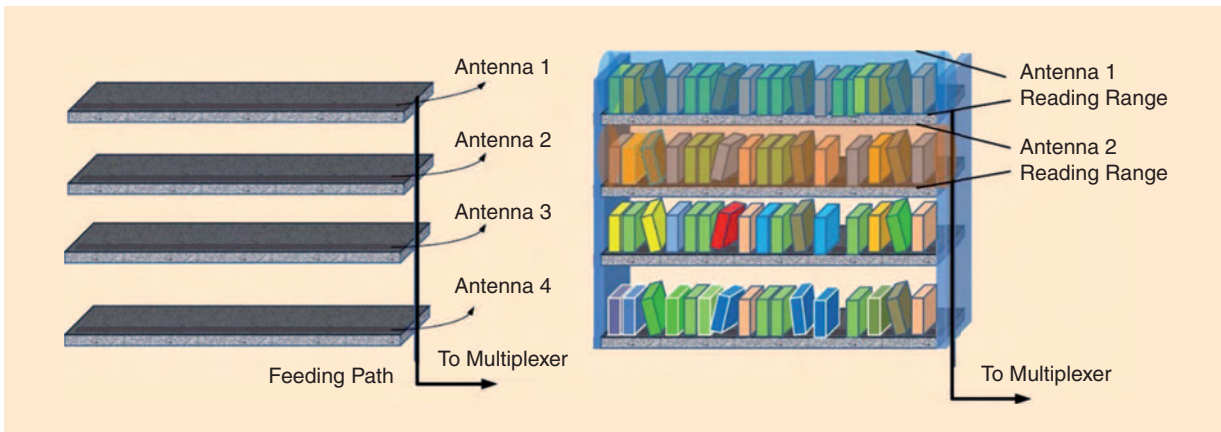 Antenna 1
Antenna 2
Antenna 3
Antenna 4
To Multiplexer
Feeding Path
Antenna 1
Reading Range
Antenna 2
Reading Range
To Multiplexer